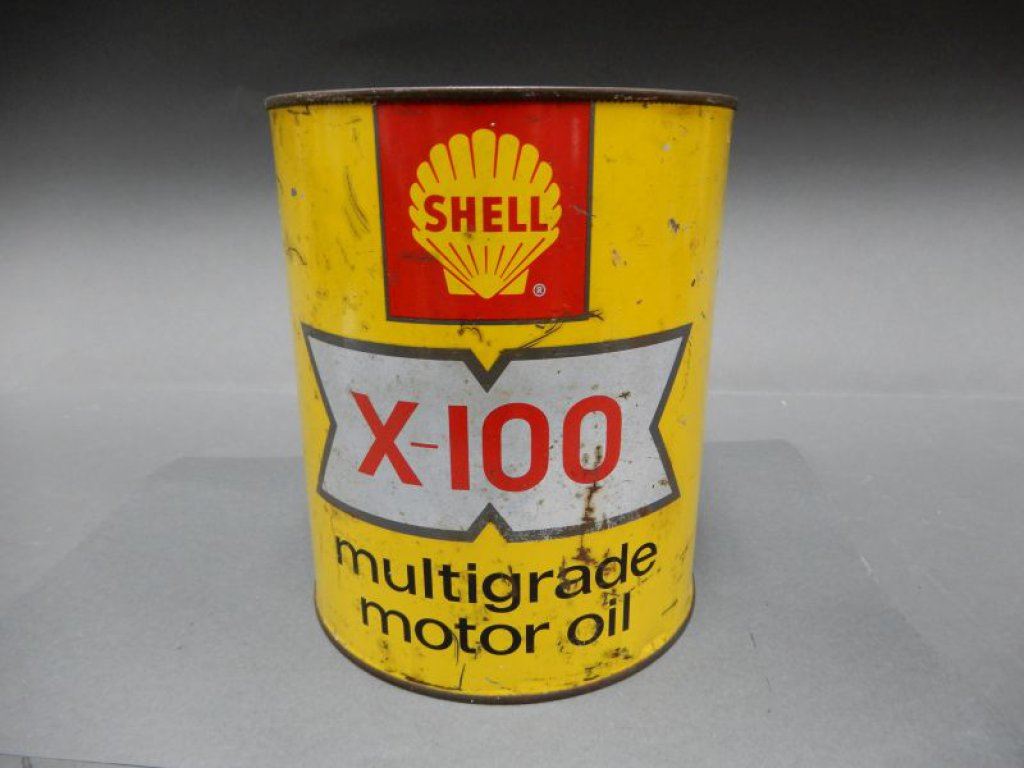 SHELL
®
X-100
multigrade
motor oil